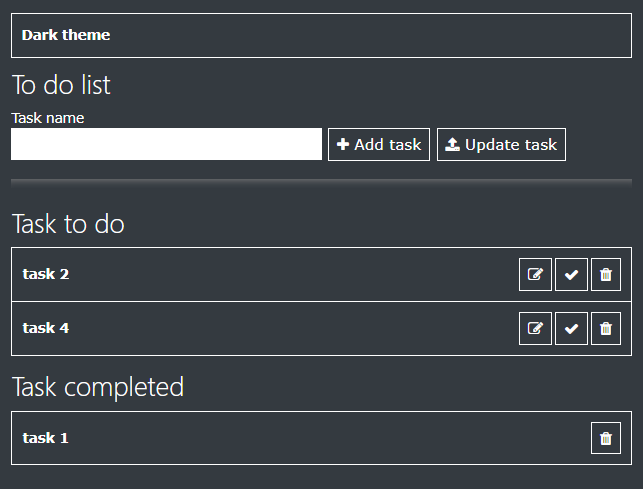 Dark theme
To do list
Task name
Add task
Update task
Task to do
task 2
task 4
Task completed
task 1